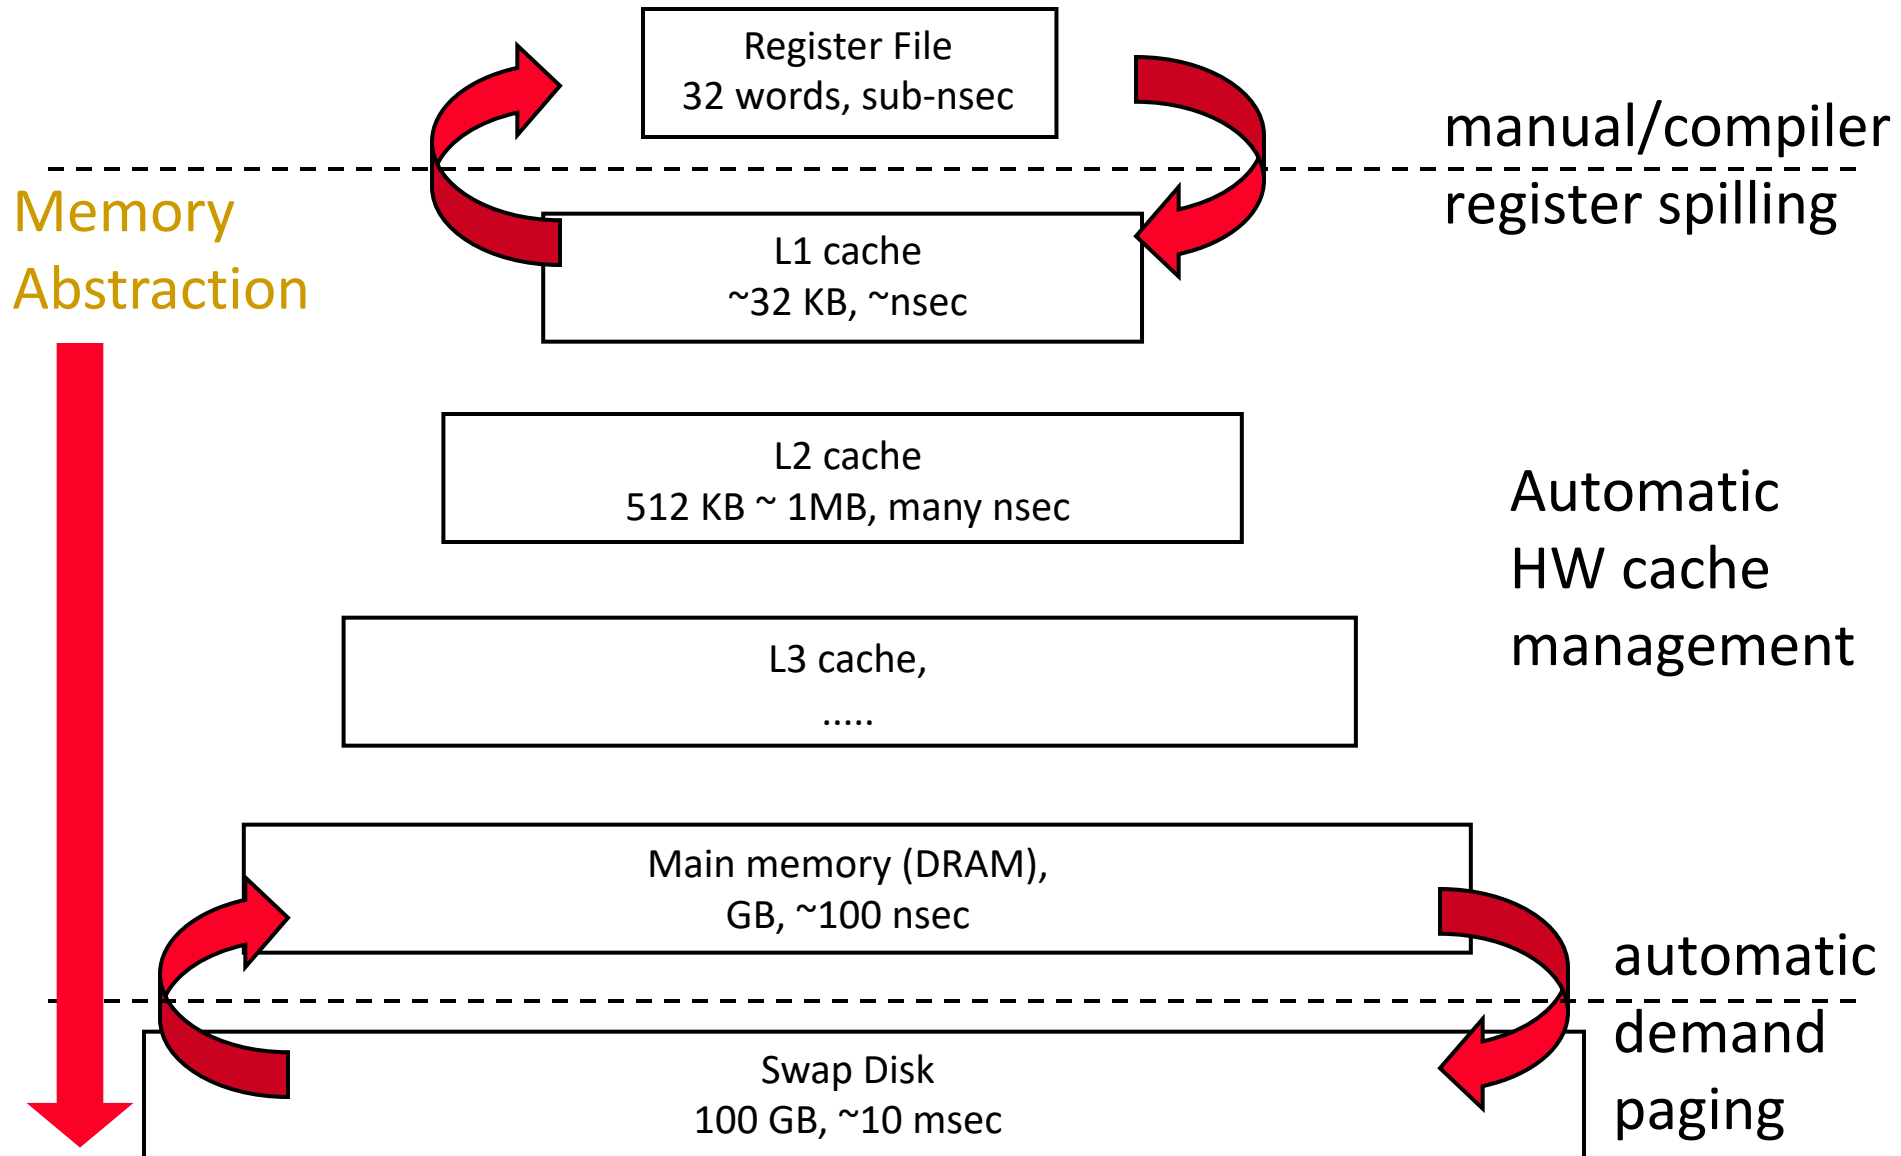 Register File
32 words, sub-nsec
manual/compiler
register spilling
Memory
Abstraction
L1 cache
~32 KB, ~nsec
L2 cache
512 KB ~ 1MB, many nsec
Automatic
HW cache
management
L3 cache,
.....
Main memory (DRAM),
GB, ~100 nsec
automatic
demand
paging
Swap Disk
100 GB, ~10 msec